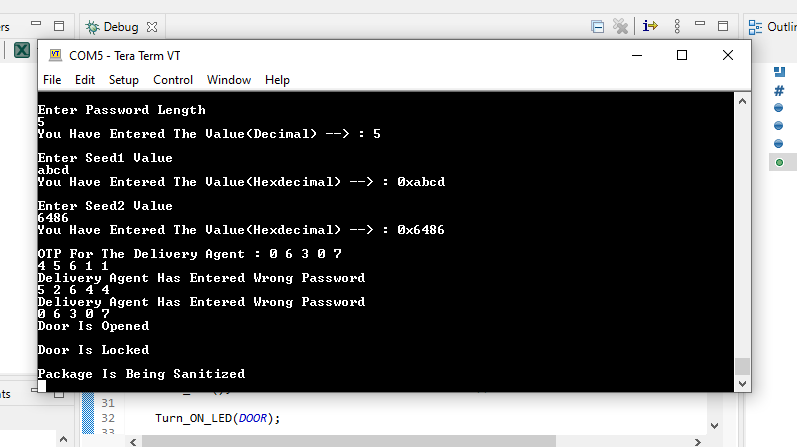 ers
Debug
Outlin
COM5 - Tera Term VT
VT
File Edit Setup Control Window Help
Enter Password Length
5
You Have Entered The Value(Decimal) --> : 5
Enter Seed1 Value
abcd
You Have Entered The Value(Hexdecimal) --> : 0xabcd
Enter Seed2 Value
6486
You Have Entered The Value(Hexdecimal) --> : 0x6486
OTP For The Delivery Agent : 0 6 3 0 7
4 5 6 1 1
Delivery Agent Has Entered Wrong Password
5 2 6 4 4
Delivery Agent Has Entered Wrong Password
0 6 3 0 7
Door Is Opened
Door Is Locked
Package Is Being Sanitized
nts
31
32 Turn_ON_LED(DOOR);
33